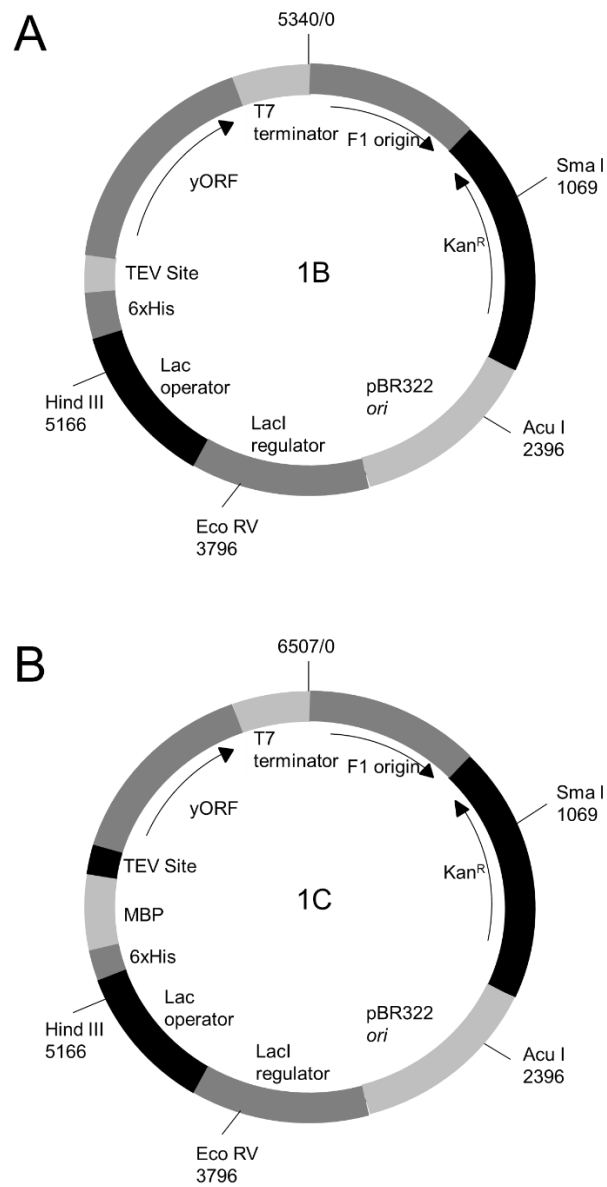 A
5340/0
T7
terminator
F1 origin
Sma I
1069
yORF
Kanᴿ
TEV Site
1B
6xHis
Lac
operator
pBR322
ori
Hind III
5166
LacI
regulator
Acu I
2396
Eco RV
3796
B
6507/0
T7
terminator
F1 origin
Sma I
1069
yORF
Kanᴿ
TEV Site
MBP
1C
6xHis
Lac
operator
pBR322
ori
Hind III
5166
LacI
regulator
Acu I
2396
Eco RV
3796